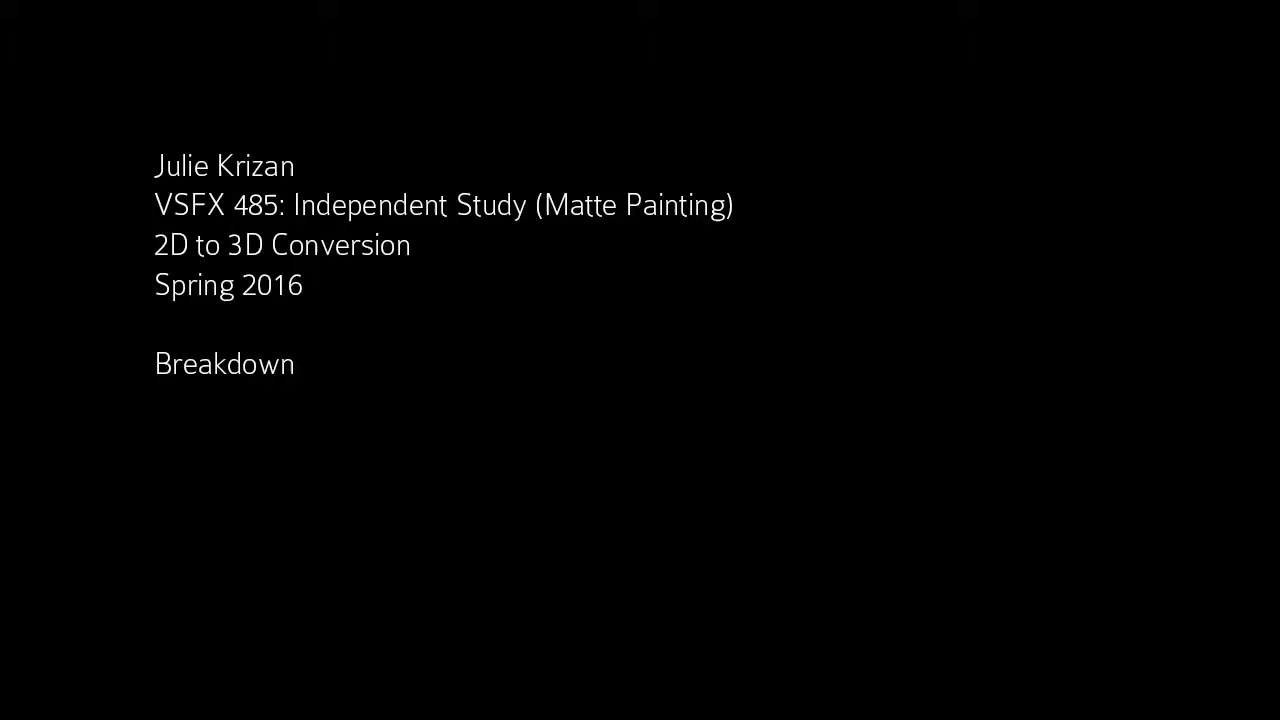 Julie Krizan
VSFX 485: Independent Study (Matte Painting)
2D to 3D Conversion
Spring 2016
Breakdown